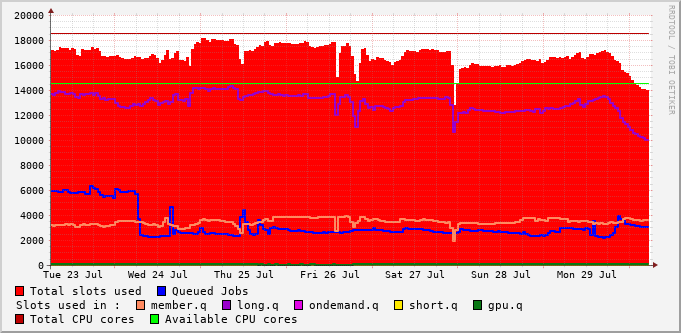 20000
18000
16000
14000
12000
10000
8000
6000
4000
2000
0
Tue 23 Jul Wed 24 Jul Thu 25 Jul Fri 26 Jul Sat 27 Jul Sun 28 Jul Mon 29 Jul
Total slots used Queued Jobs
Slots used in : member.q long.q ondemand.q short.q gpu.q
Total CPU cores Available CPU cores
RRDTOOL / TOBI OETIKER